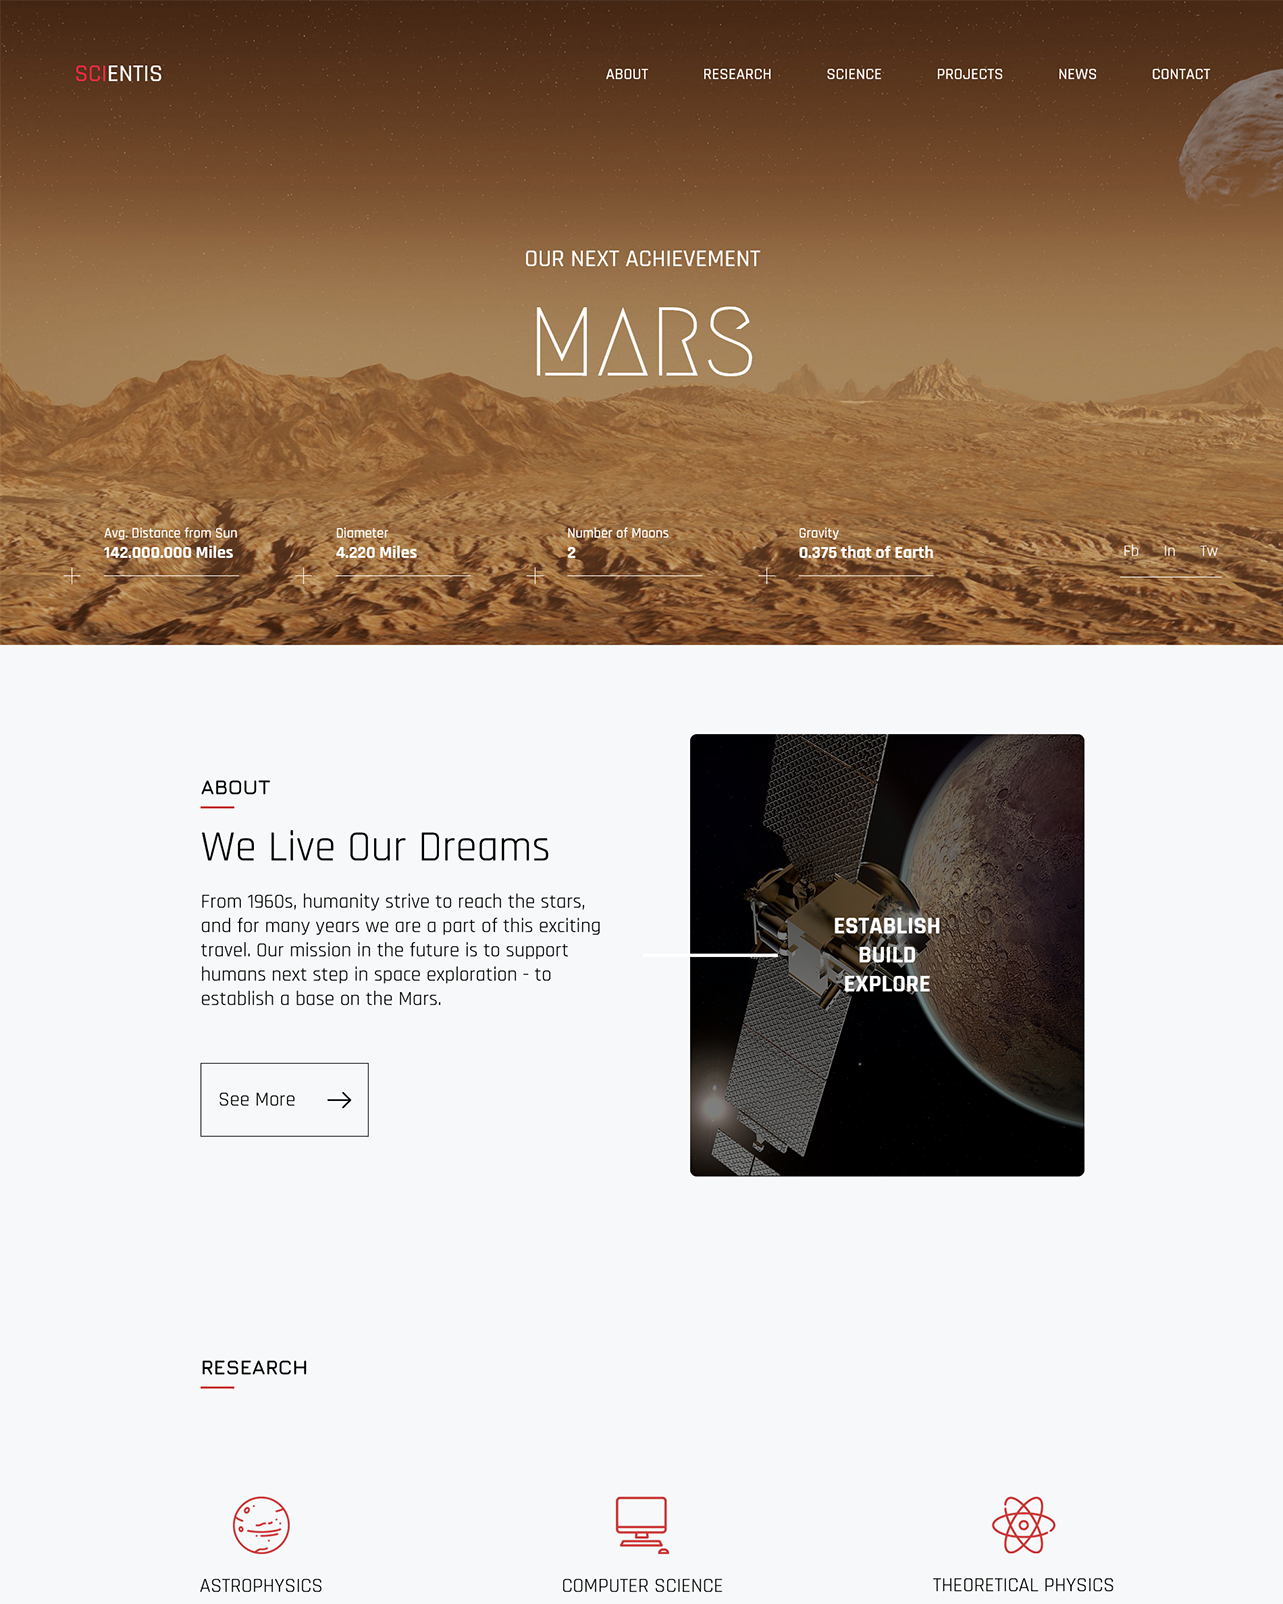 SCIENTIS
ABOUT
RESEARCH
SCIENCE
PROJECTS
NEWS
CONTACT
OUR NEXT ACHIEVEMENT
MARS
Avg. Distance from Sun
142.000.000 Miles
Diameter
4.220 Miles
Number of Moons
2
Gravity
0.375 that of Earth
Fb
In
Tw
ABOUT
We Live Our Dreams
From 1960s, humanity strive to reach the stars,
and for many years we are a part of this exciting
travel. Our mission in the future is to support
humans next step in space exploration - to
establish a base on the Mars.
See More
ESTABLISH
BUILD
EXPLORE
RESEARCH
ASTROPHYSICS
COMPUTER SCIENCE
THEORETICAL PHYSICS